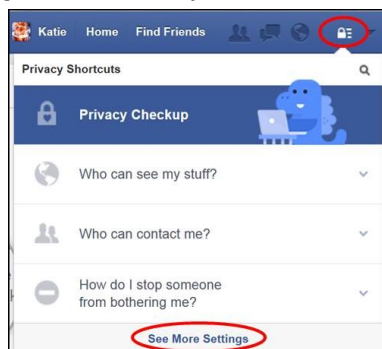 Katie Home Find Friends
Privacy Shortcuts
Privacy Checkup
Who can see my stuff?
Who can contact me?
How do I stop someone
from bothering me?
See More Settings